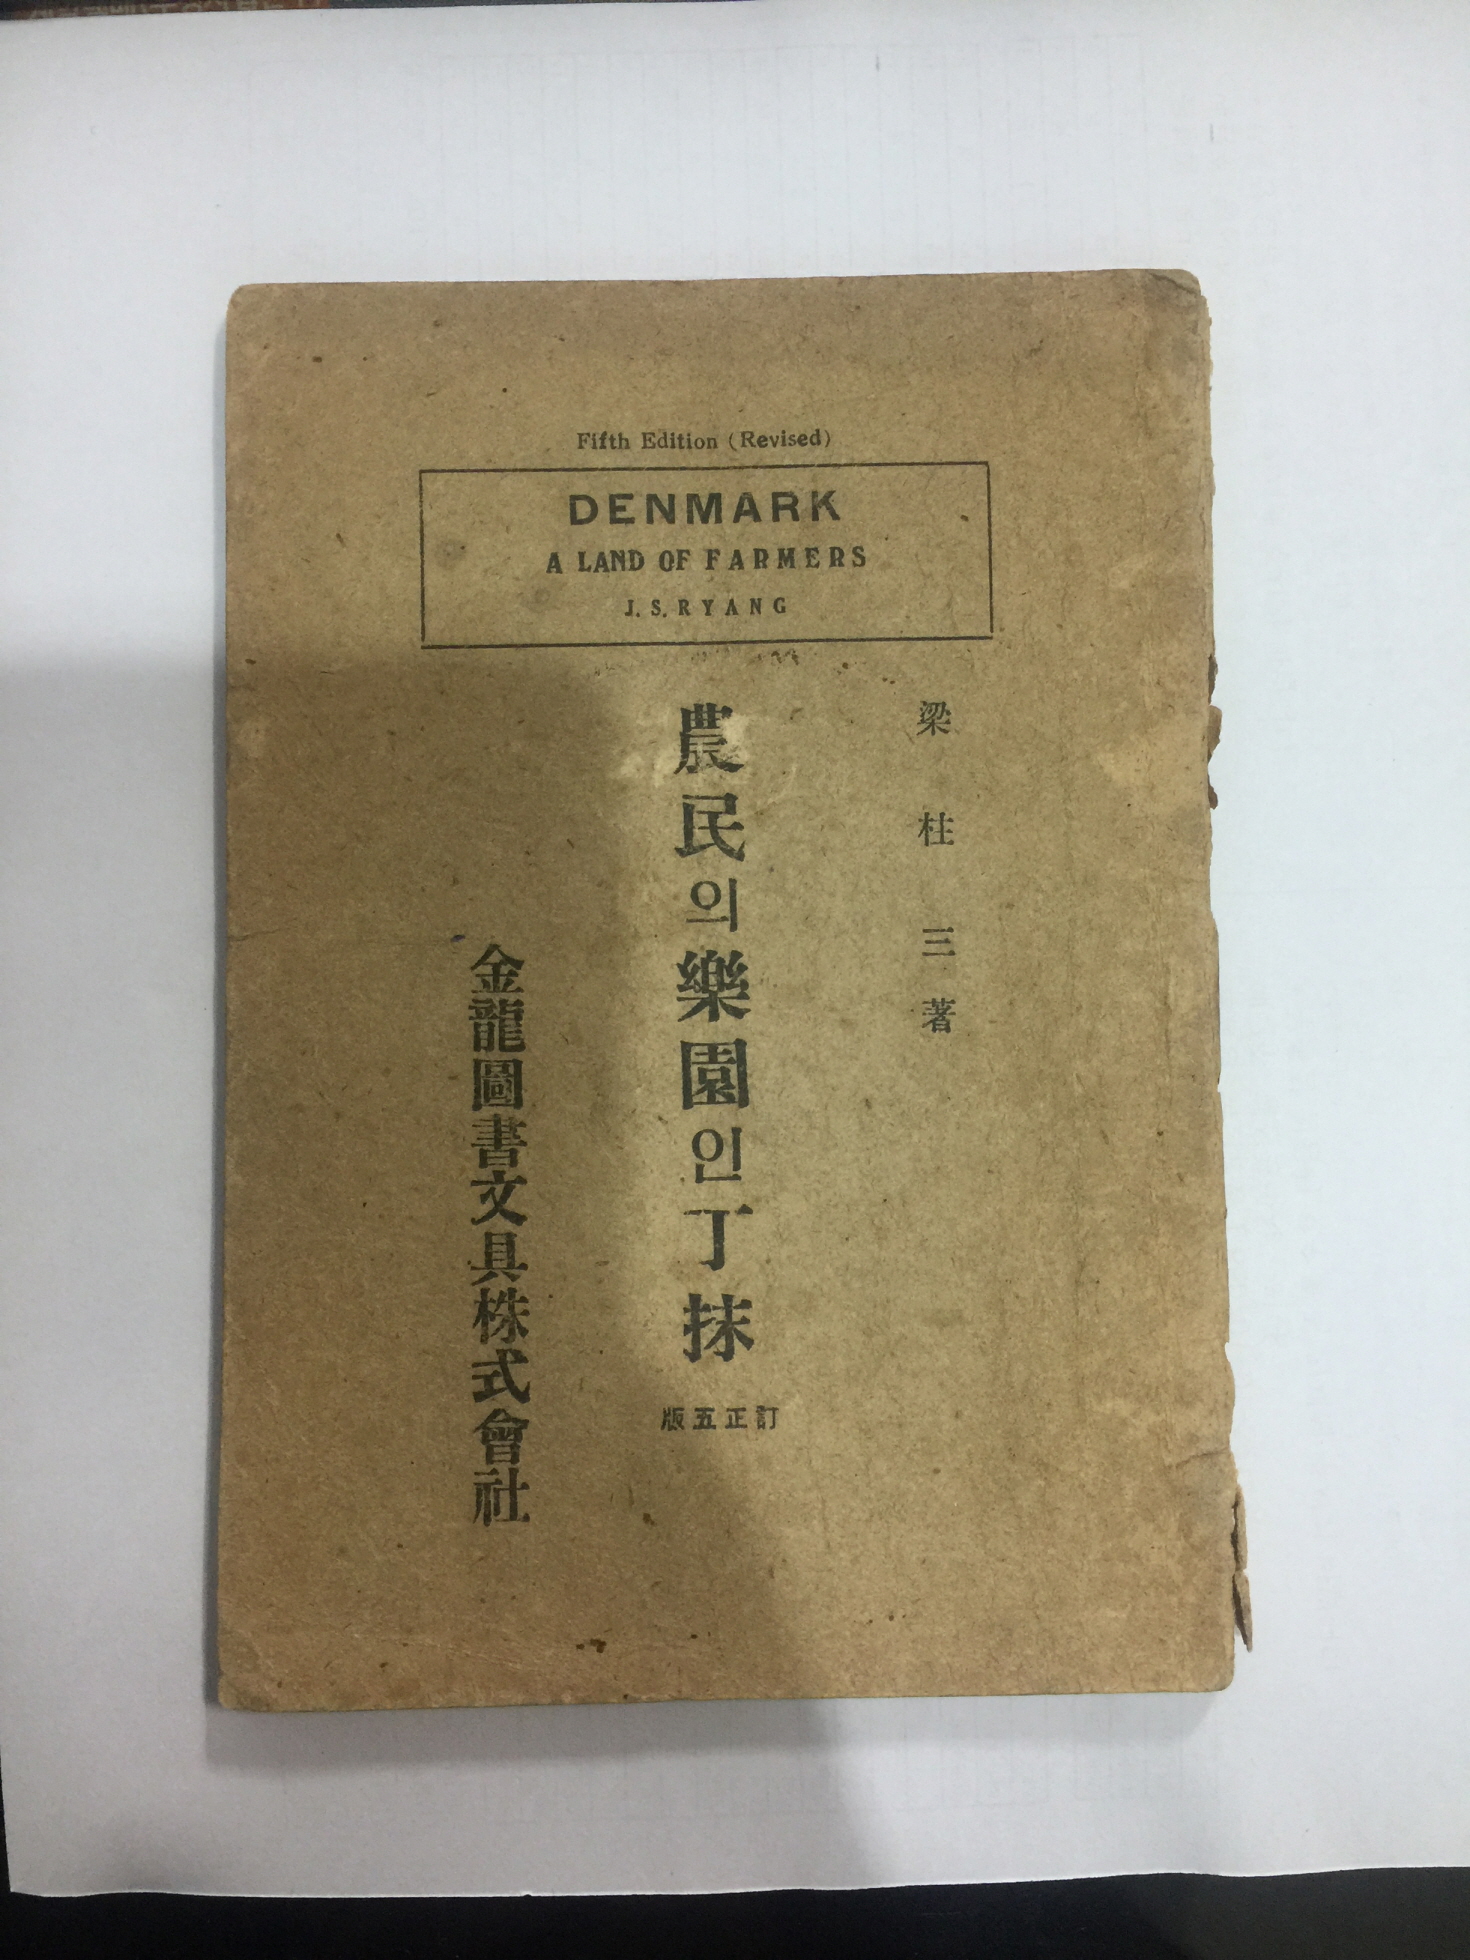 Fifth Edition (Revised)
DENMARK
A LAND OF FARMERS
J. S. RYANG
梁柱三著
農民의樂園인丁抹
版五正訂
金龍圖書文具株式會社